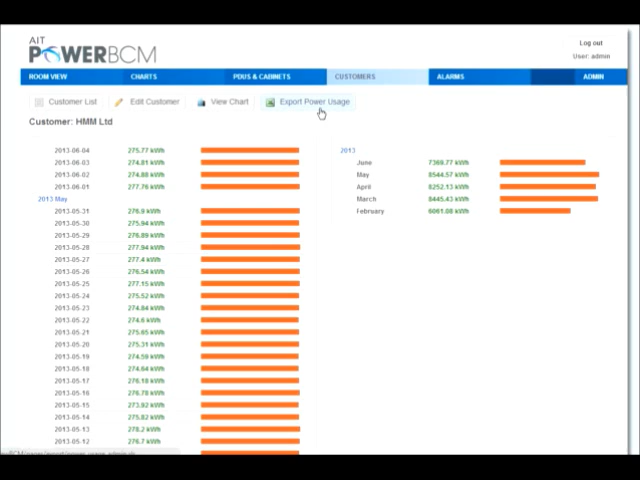 AIT
POWERBCM
Log out
User: admin
ROOM VIEW CHARTS PDUS & CABINETS CUSTOMERS ALARMS ADMIN
Customer List Edit Customer View Chart Export Power Usage
Customer: HMM Ltd
2013-06-04 275.77 kWh
2013-06-03 274.81 kWh
2013-06-02 274.88 kWh
2013-06-01 277.76 kWh
2013 May
2013-05-31 276.9 kWh
2013-05-30 275.94 kWh
2013-05-29 276.89 kWh
2013-05-28 277.94 kWh
2013-05-27 277.4 kWh
2013-05-26 276.54 kWh
2013-05-25 277.15 kWh
2013-05-24 275.52 kWh
2013-05-23 274.84 kWh
2013-05-22 274.6 kWh
2013-05-21 275.65 kWh
2013-05-20 275.31 kWh
2013-05-19 274.59 kWh
2013-05-18 274.64 kWh
2013-05-17 276.18 kWh
2013-05-16 276.78 kWh
2013-05-15 273.92 kWh
2013-05-14 275.82 kWh
2013-05-13 278.2 kWh
2013-05-12 276.7 kWh
2013
June 7369.77 kWh
May 8544.57 kWh
April 8252.13 kWh
March 8445.43 kWh
February 6061.08 kWh